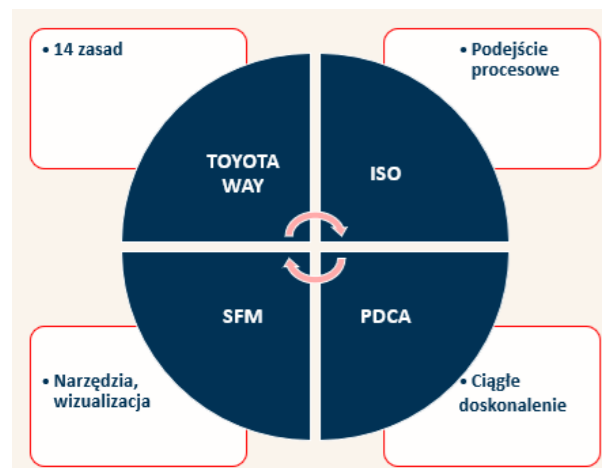 • 14 zasad
• Podejście
procesowe
TOYOTA
WAY
ISO
SFM
PDCA
• Narzędzia,
wizualizacja
• Ciągłe
doskonalenie